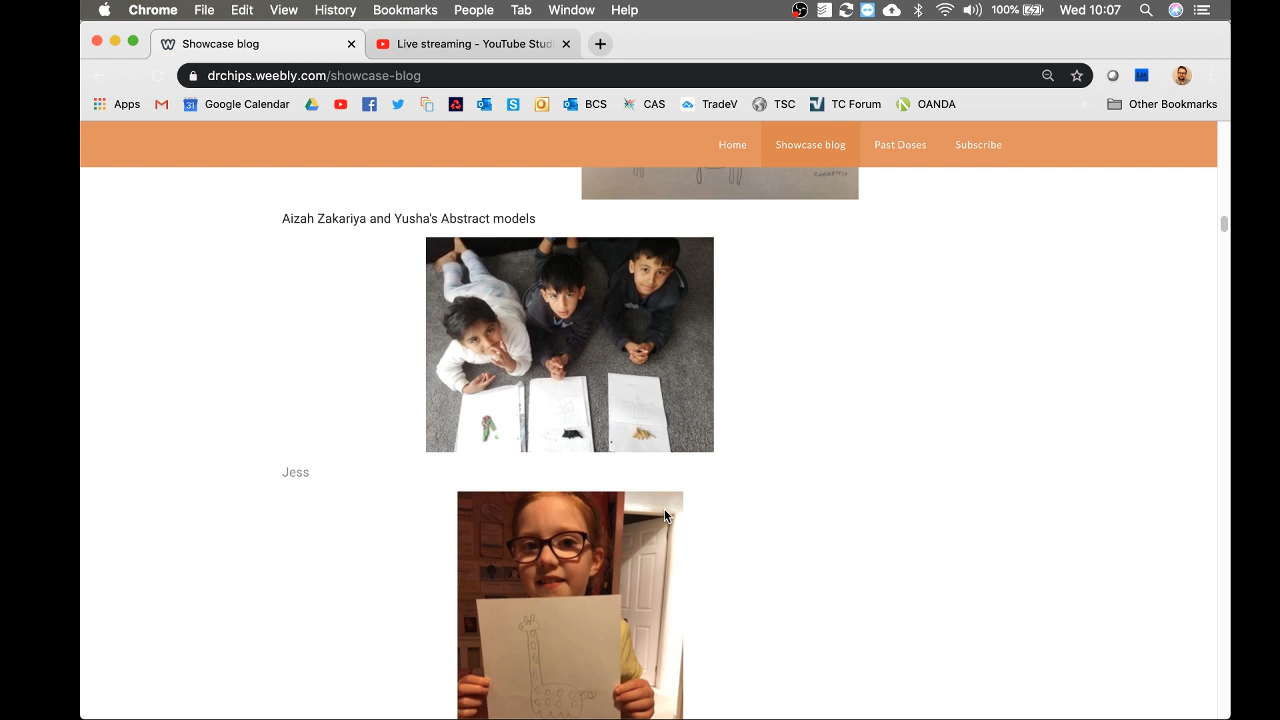 Chrome File Edit View History Bookmarks People Tab Window Help 100% Wed 10:07
Showcase blog Live streaming - YouTube Studi
drchips.weebly.com/showcase-blog
Apps Google Calendar BCS CAS TradeV TSC TC Forum OANDA Other Bookmarks
Home Showcase blog Past Doses Subscribe
Aizah Zakariya and Yusha's Abstract models
Jess